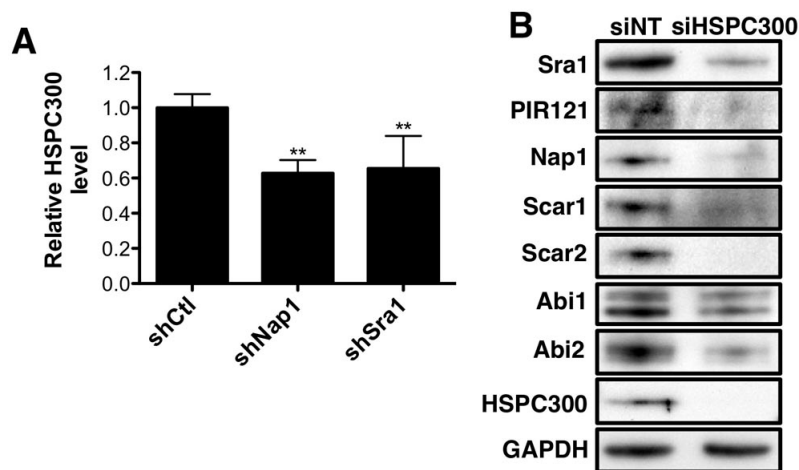 A
Relative HSPC300
level
1.2
1.0
0.8
0.6
0.4
0.2
0.0
**
**
shCtl
shNap1
shSra1
B
siNT siHSPC300
Sra1
PIR121
Nap1
Scar1
Scar2
Abi1
Abi2
HSPC300
GAPDH